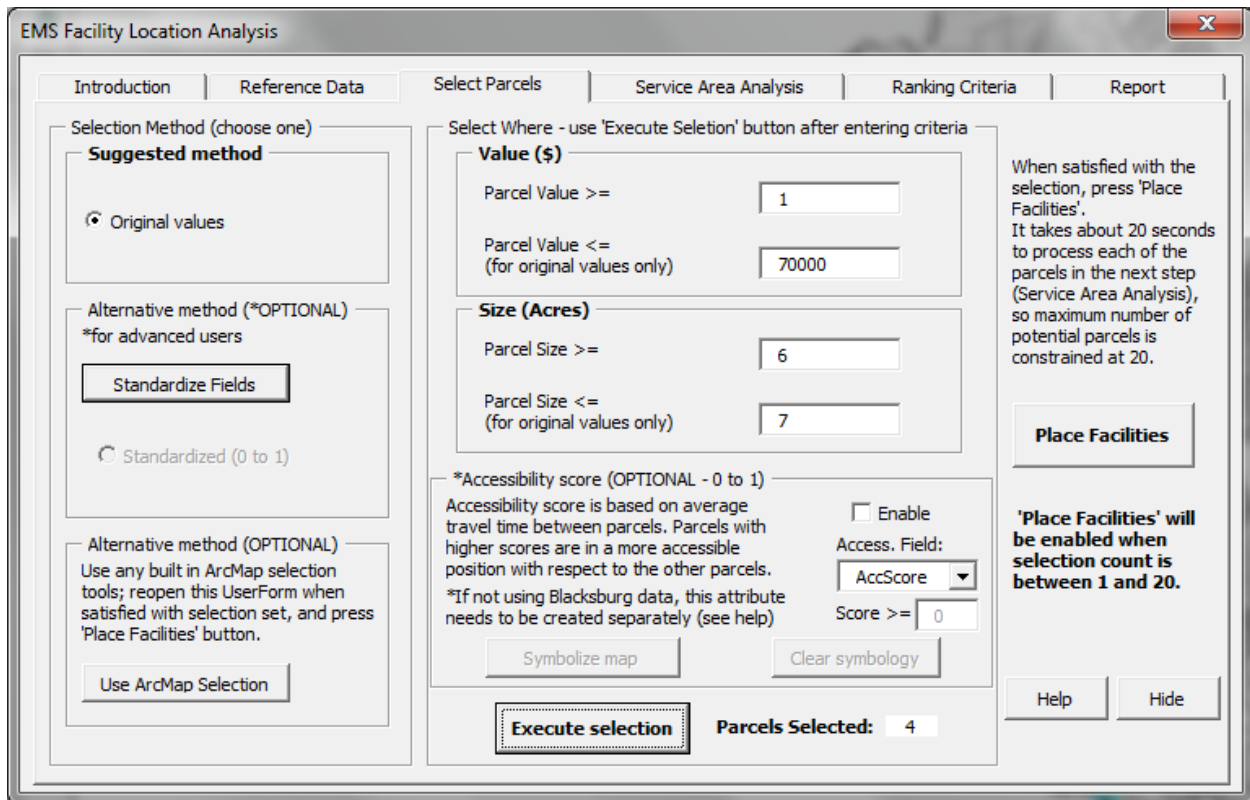 EMS Facility Location Analysis
X
Introduction
Reference Data
Select Parcels
Service Area Analysis
Ranking Criteria
Report
Selection Method (choose one)
Suggested method
Original values
Alternative method (*OPTIONAL)
*for advanced users
Standardize Fields
Standardized (0 to 1)
Alternative method (OPTIONAL)
Use any built in ArcMap selection
tools; reopen this UserForm when
satisfied with selection set, and press
'Place Facilities' button.
Use ArcMap Selection
Select Where - use 'Execute Seletion' button after entering criteria
Value ($)
Parcel Value >=
1
Parcel Value <=
(for original values only)
70000
Size (Acres)
Parcel Size >=
6
Parcel Size <=
(for original values only)
7
*Accessibility score (OPTIONAL - 0 to 1)
Accessibility score is based on average
travel time between parcels. Parcels with
higher scores are in a more accessible
position with respect to the other parcels.
*If not using Blacksburg data, this attribute
needs to be created separately (see help)
Enable
Access. Field:
AccScore
Score >=
0
Symbolize map
Clear symbology
Execute selection
Parcels Selected:
4
When satisfied with the
selection, press 'Place
Facilities'.
It takes about 20 seconds
to process each of the
parcels in the next step
(Service Area Analysis),
so maximum number of
potential parcels is
constrained at 20.
Place Facilities
'Place Facilities' will
be enabled when
selection count is
between 1 and 20.
Help
Hide